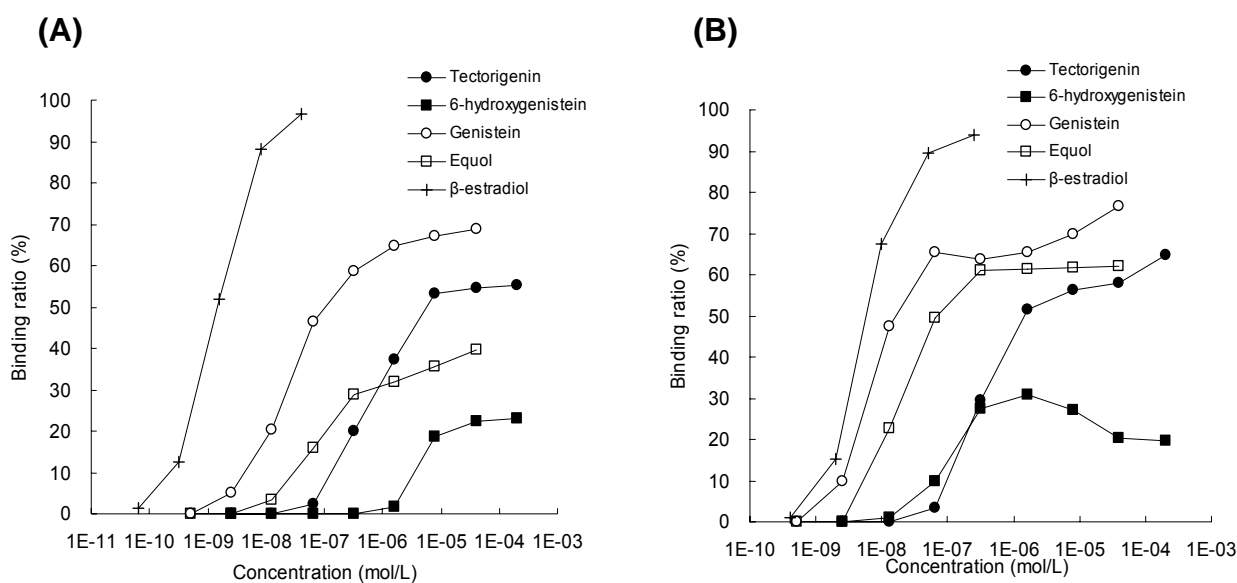 (A)
Tectorigenin
6-hydroxygenistein
Genistein
Equol
β-estradiol
100
90
80
70
60
50
40
30
20
10
0
Binding ratio (%)
1E-11 1E-10 1E-09 1E-08 1E-07 1E-06 1E-05 1E-04 1E-03
Concentration (mol/L)
(B)
Tectorigenin
6-hydroxygenistein
Genistein
Equol
β-estradiol
100
90
80
70
60
50
40
30
20
10
0
Binding ratio (%)
1E-10 1E-09 1E-08 1E-07 1E-06 1E-05 1E-04 1E-03
Concentration (mol/L)